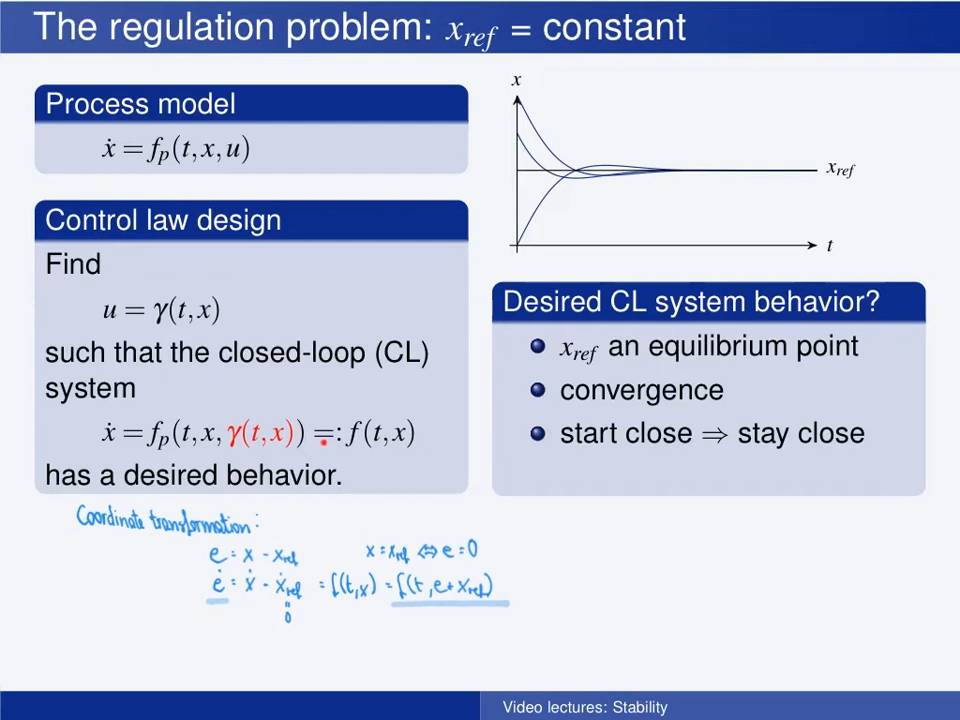 The regulation problem: x_ref = constant
Process model
ẋ = f_p(t, x, u)
Control law design
Find
u = γ(t, x)
such that the closed-loop (CL)
system
ẋ = f_p(t, x, γ(t, x)) =: f(t, x)
has a desired behavior.
x
x_ref
t
Desired CL system behavior?
x_ref an equilibrium point
convergence
start close ⇒ stay close
Coordinate transformation:
e = x - x_ref x = x_ref ⇔ e = 0
ė = ẋ - ẋ_ref = f(t, x) = f(t, e + x_ref)
"
0
Video lectures: Stability